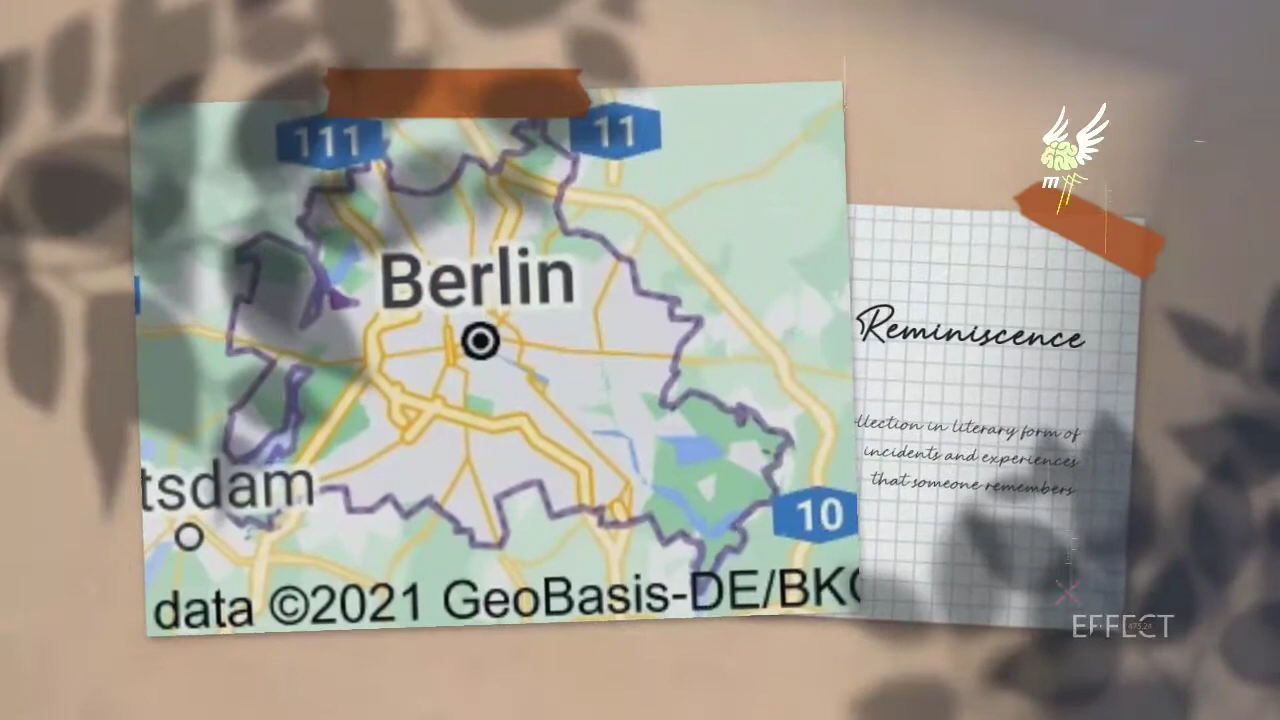 111
11
Berlin
tsdam
10
data ©2021 GeoBasis-DE/BK
Reminiscence
llection in literary form of
incidents and experiences
that someone remembers
m
EFFECT